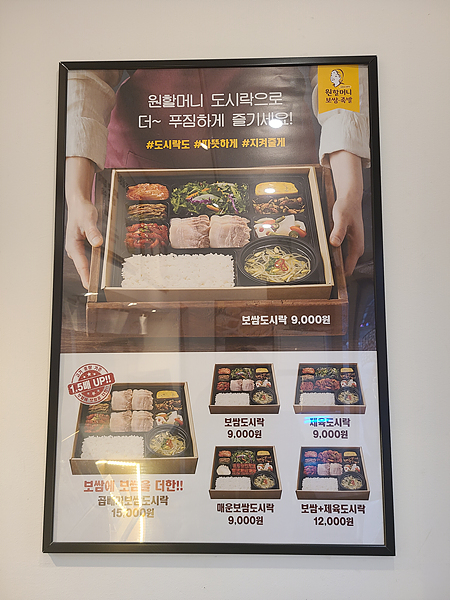 원할머니
보쌈·족발
원할머니 도시락으로
더~ 푸짐하게 즐기세요!
#도시락도 #따뜻하게 #지켜줄게
보쌈도시락 9,000원
1.5배 UP!!
보쌈에 보쌈을 더한!!
곱빼기보쌈도시락
15,000원
보쌈도시락
9,000원
제육도시락
9,000원
매운보쌈도시락
9,000원
보쌈+제육도시락
12,000원